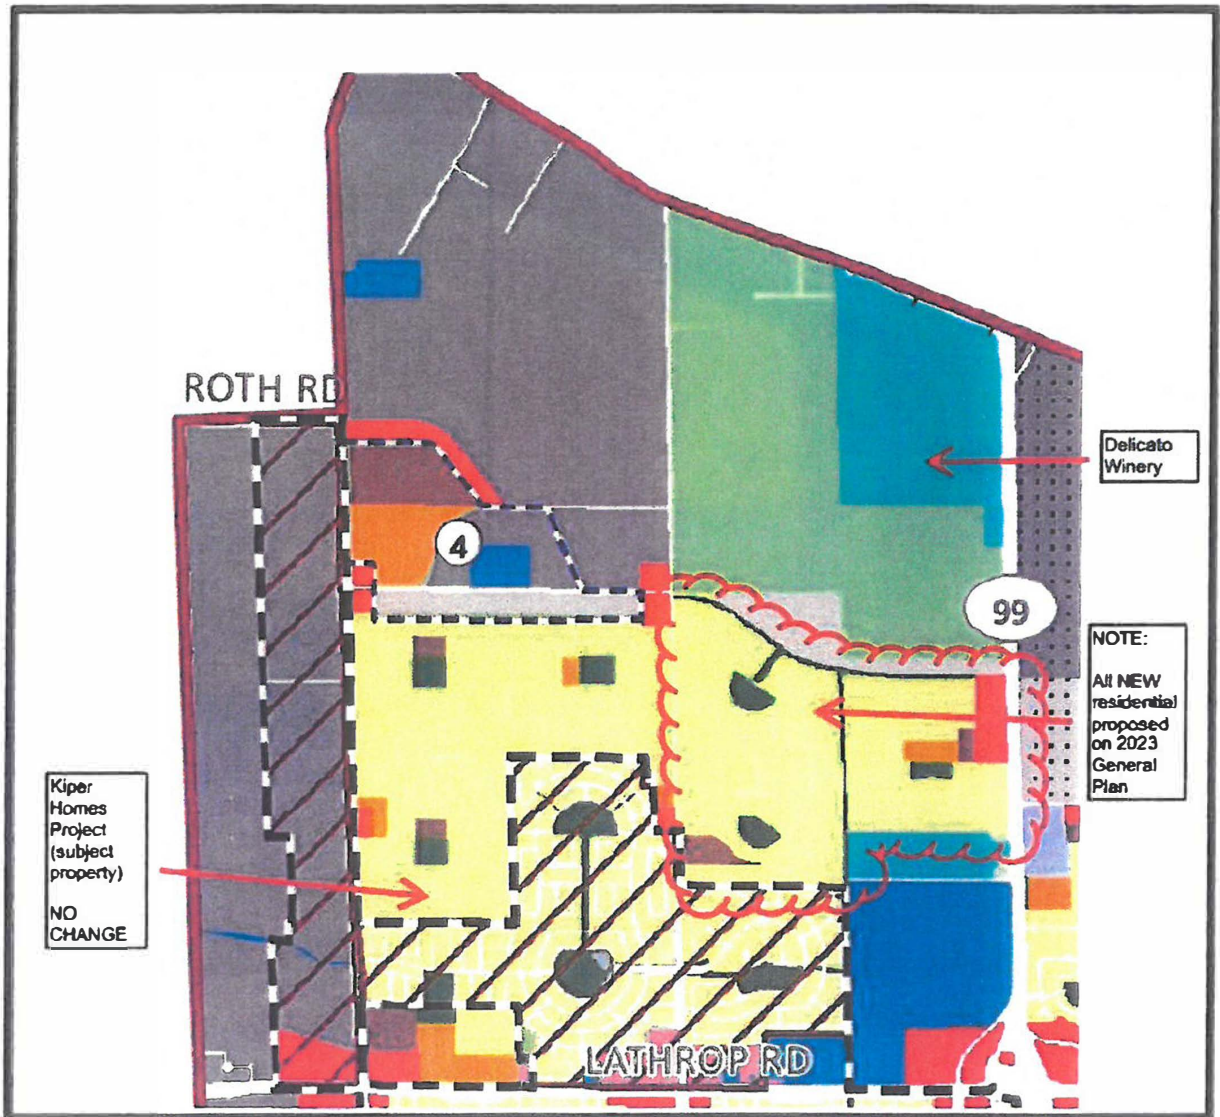 ROTH RD
Delicato
Winery
4
99
NOTE:
All NEW
residential
proposed
on 2023
General
Plan
Kiper
Homes
Project
(subject
property)
NO
CHANGE
LATHROP RD